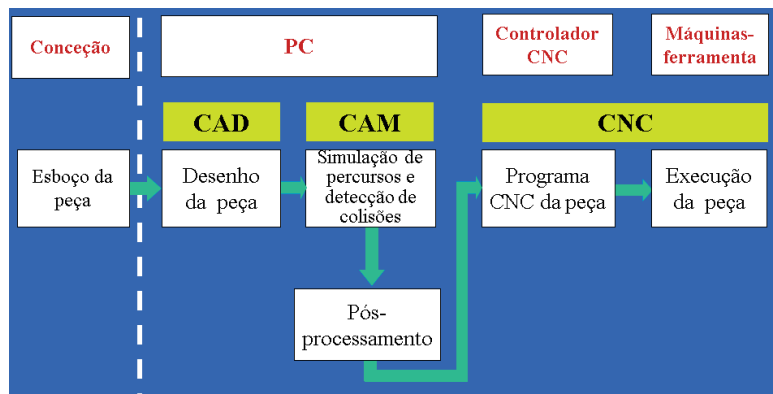 Conceção
PC
Controlador
CNC
Máquinas-
ferramenta
CAD
CAM
CNC
Esboço da
peça
Desenho
da peça
Simulação de
percursos e
detecção de
colisões
Programa
CNC da peça
Execução
da peça
Pós-
processamento